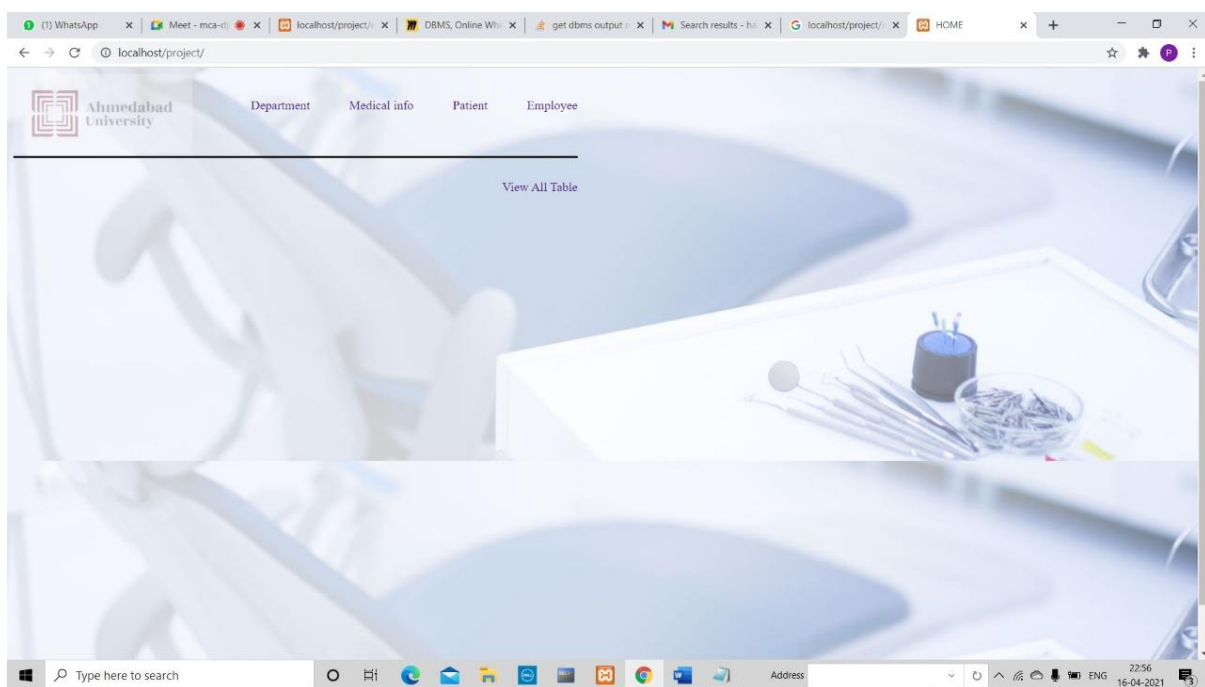 (1) WhatsApp
Meet - mca-d
localhost/project/
DBMS, Online Whi
get dbms output
Search results - ha
localhost/project/
HOME
localhost/project/
P
Ahmedabad
University
Department Medical info Patient Employee
View All Table
Type here to search
Address
ENG
22:56
16-04-2021